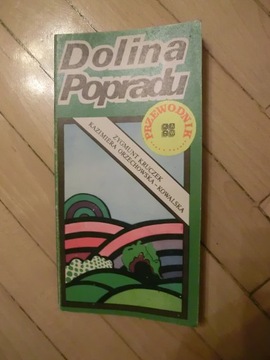 Dolina
Popradu
PRZEWODNIK
ZYGMUNT KRUCZEK
KAZIMIERA ORZECHOWSKA-KOWALSKA